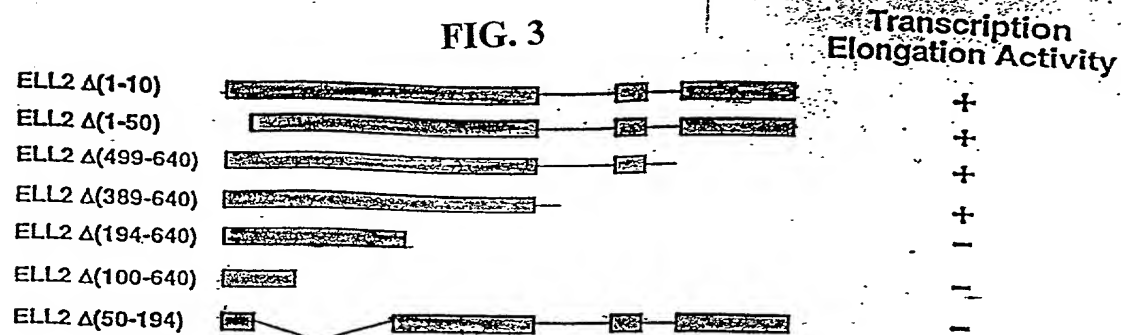 FIG. 3
Transcription
Elongation Activity
ELL2 Δ(1-10) +
ELL2 Δ(1-50) +
ELL2 Δ(499-640) +
ELL2 Δ(389-640) +
ELL2 Δ(194-640) −
ELL2 Δ(100-640) −
ELL2 Δ(50-194) −